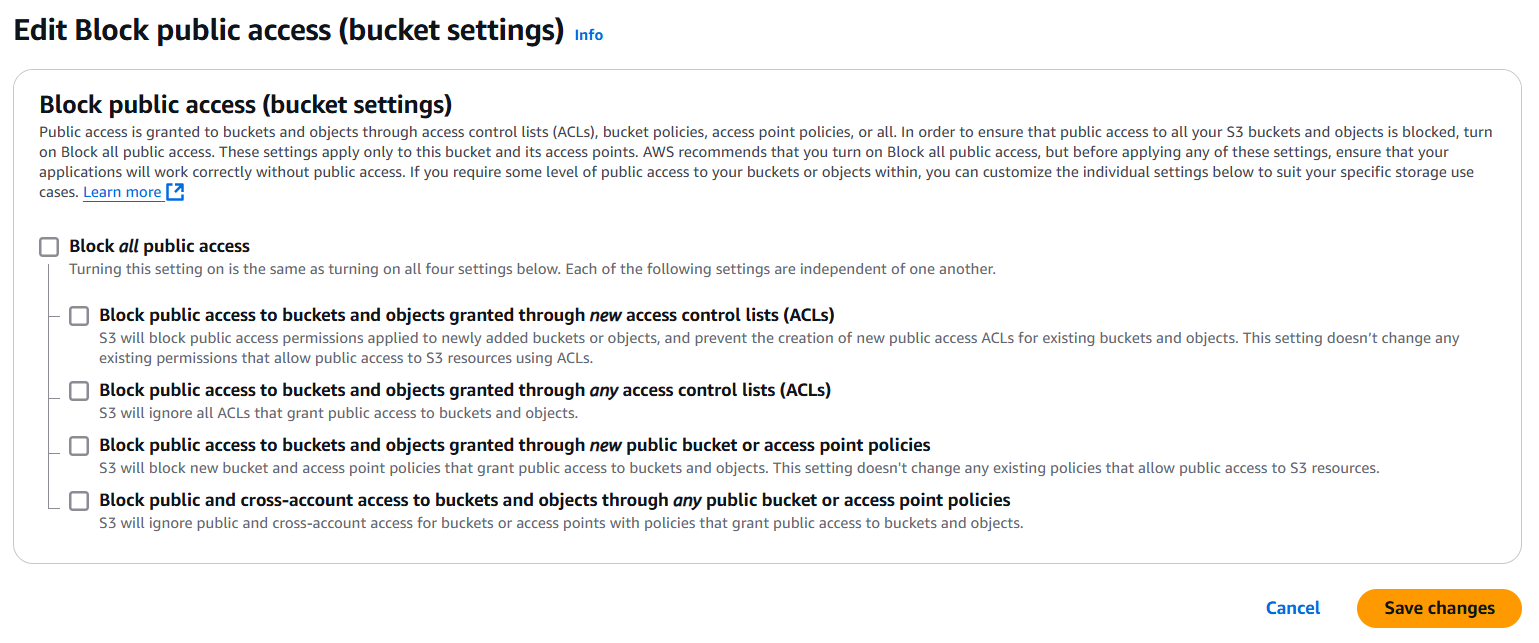 Edit Block public access (bucket settings) Info
Block public access (bucket settings)
Public access is granted to buckets and objects through access control lists (ACLs), bucket policies, access point policies, or all. In order to ensure that public access to all your S3 buckets and objects is blocked, turn
on Block all public access. These settings apply only to this bucket and its access points. AWS recommends that you turn on Block all public access, but before applying any of these settings, ensure that your
applications will work correctly without public access. If you require some level of public access to your buckets or objects within, you can customize the individual settings below to suit your specific storage use
cases. Learn more
Block all public access
Turning this setting on is the same as turning on all four settings below. Each of the following settings are independent of one another.
Block public access to buckets and objects granted through new access control lists (ACLs)
S3 will block public access permissions applied to newly added buckets or objects, and prevent the creation of new public access ACLs for existing buckets and objects. This setting doesn’t change any
existing permissions that allow public access to S3 resources using ACLs.
Block public access to buckets and objects granted through any access control lists (ACLs)
S3 will ignore all ACLs that grant public access to buckets and objects.
Block public access to buckets and objects granted through new public bucket or access point policies
S3 will block new bucket and access point policies that grant public access to buckets and objects. This setting doesn't change any existing policies that allow public access to S3 resources.
Block public and cross-account access to buckets and objects through any public bucket or access point policies
S3 will ignore public and cross-account access for buckets or access points with policies that grant public access to buckets and objects.
Cancel Save changes